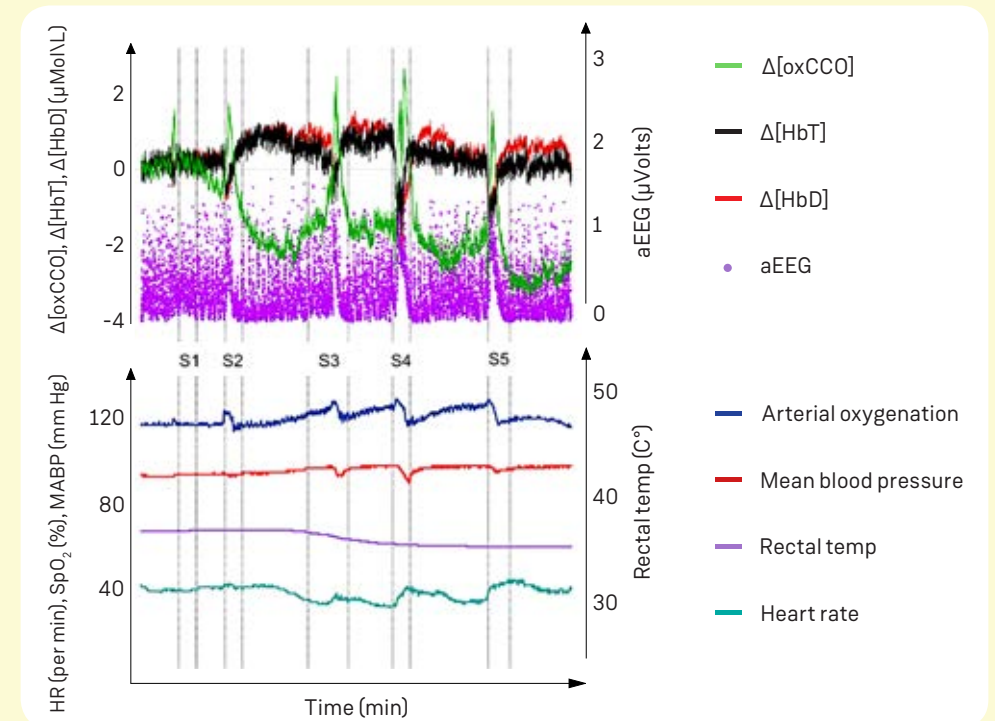 Δ[oxCCO], Δ[HbT], Δ[HbD] (µMol\L)
2
0
-2
-4
3
2
1
0
aEEG (µVolts)
Δ[oxCCO]
Δ[HbT]
Δ[HbD]
aEEG
S1 S2 S3 S4 S5
HR (per min), SpO₂ (%), MABP (mm Hg)
120
80
40
50
40
30
Rectal temp (C°)
Time (min)
Arterial oxygenation
Mean blood pressure
Rectal temp
Heart rate